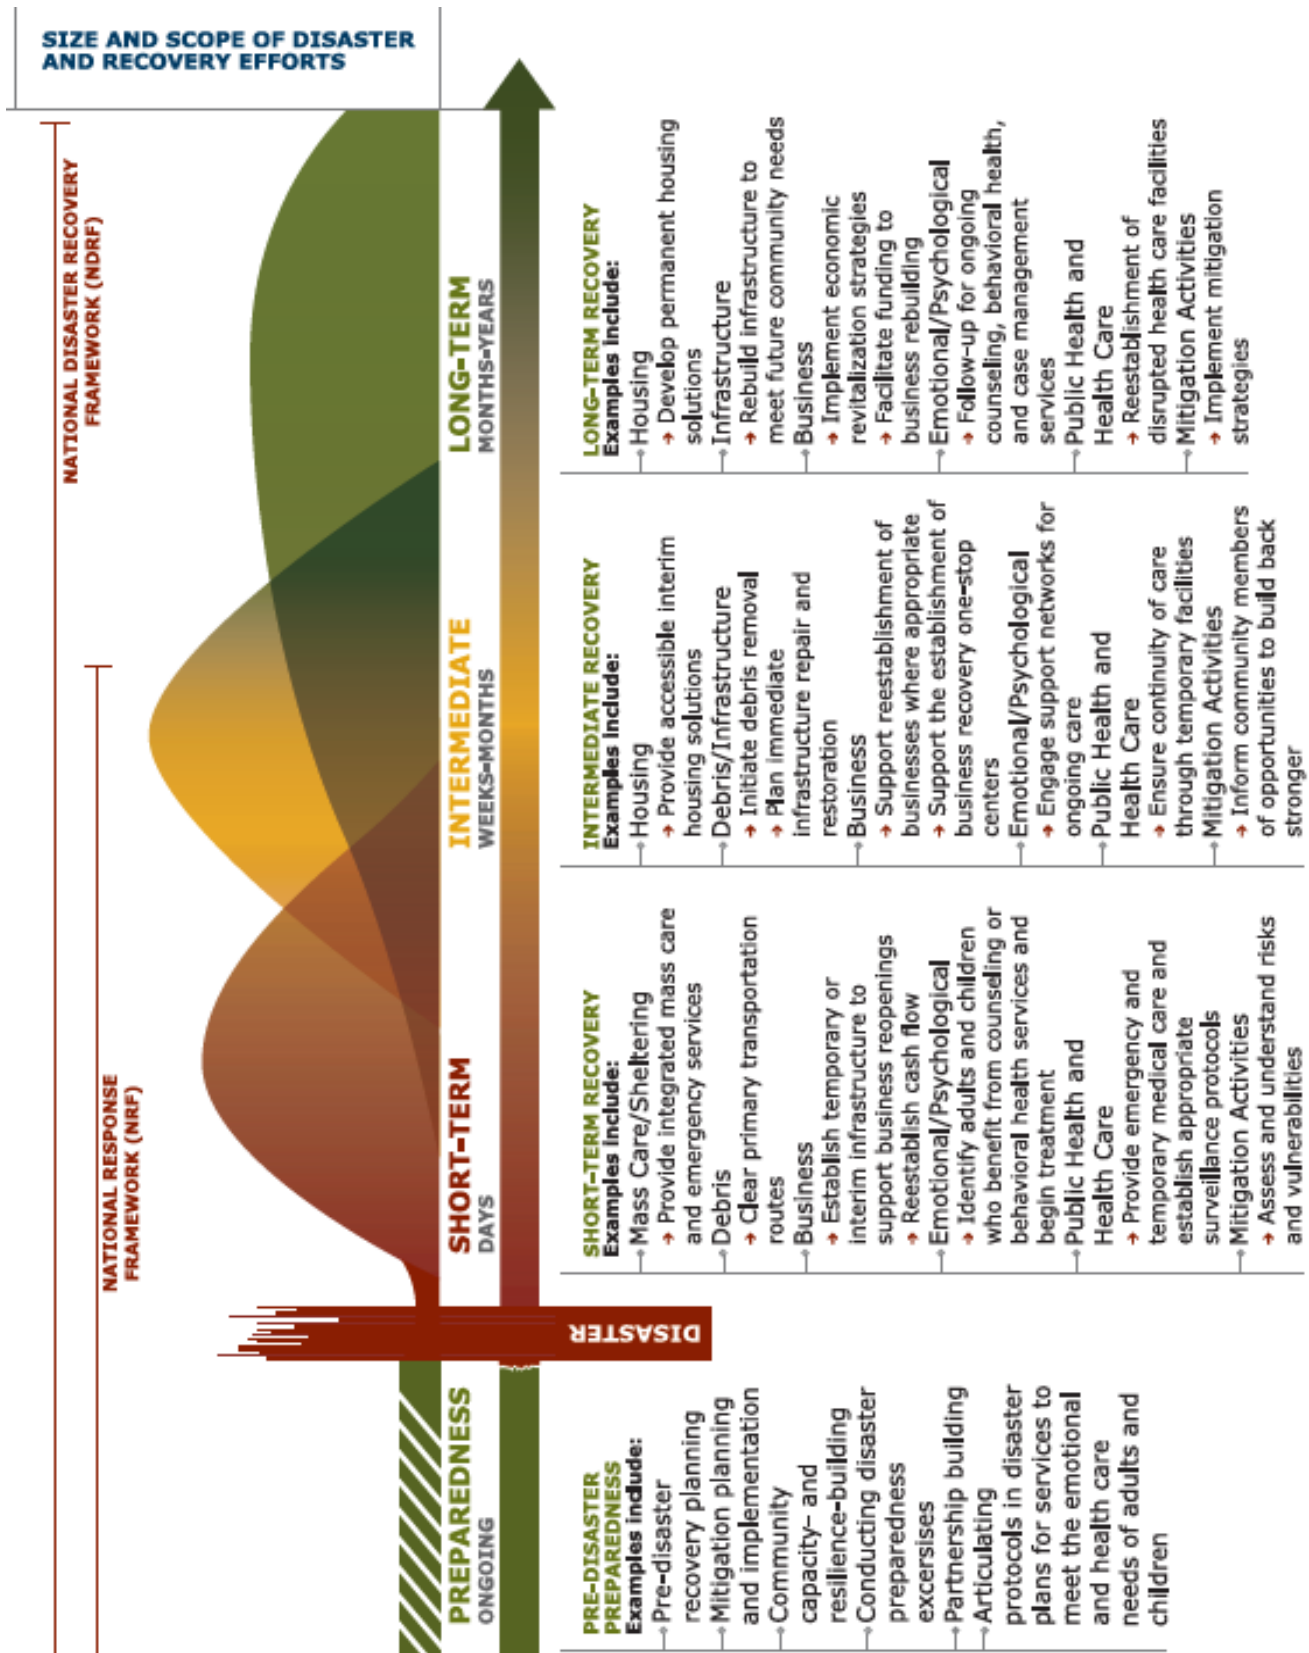 SIZE AND SCOPE OF DISASTER
AND RECOVERY EFFORTS
NATIONAL DISASTER RECOVERY
FRAMEWORK (NDRF)
NATIONAL RESPONSE
FRAMEWORK (NRF)
PREPAREDNESS
ONGOING
DISASTER
SHORT-TERM
DAYS
INTERMEDIATE
WEEKS-MONTHS
LONG-TERM
MONTHS-YEARS
PRE-DISASTER
PREPAREDNESS
Examples include:
Pre-disaster
recovery planning
Mitigation planning
and implementation
Community
capacity- and
resilience-building
Conducting disaster
preparedness
excersises
Partnership building
Articulating
protocols in disaster
plans for services to
meet the emotional
and health care
needs of adults and
children
SHORT-TERM RECOVERY
Examples include:
Mass Care/Sheltering
→ Provide integrated mass care
and emergency services
Debris
→ Clear primary transportation
routes
Business
→ Establish temporary or
interim infrastructure to
support business reopenings
→ Reestablish cash flow
Emotional/Psychological
→ Identify adults and children
who benefit from counseling or
behavioral health services and
begin treatment
Public Health and
Health Care
→ Provide emergency and
temporary medical care and
establish appropriate
surveillance protocols
Mitigation Activities
→ Assess and understand risks
and vulnerabilities
INTERMEDIATE RECOVERY
Examples include:
Housing
→ Provide accessible interim
housing solutions
Debris/Infrastructure
→ Initiate debris removal
→ Plan immediate
infrastructure repair and
restoration
Business
→ Support reestablishment of
businesses where appropriate
→ Support the establishment of
business recovery one-stop
centers
Emotional/Psychological
→ Engage support networks for
ongoing care
Public Health and
Health Care
→ Ensure continuity of care
through temporary facilities
Mitigation Activities
→ Inform community members
of opportunities to build back
stronger
LONG-TERM RECOVERY
Examples include:
Housing
→ Develop permanent housing
solutions
Infrastructure
→ Rebuild infrastructure to
meet future community needs
Business
→ Implement economic
revitalization strategies
→ Facilitate funding to
business rebuilding
Emotional/Psychological
→ Follow-up for ongoing
counseling, behavioral health,
and case management
services
Public Health and
Health Care
→ Reestablishment of
disrupted health care facilities
Mitigation Activities
→ Implement mitigation
strategies